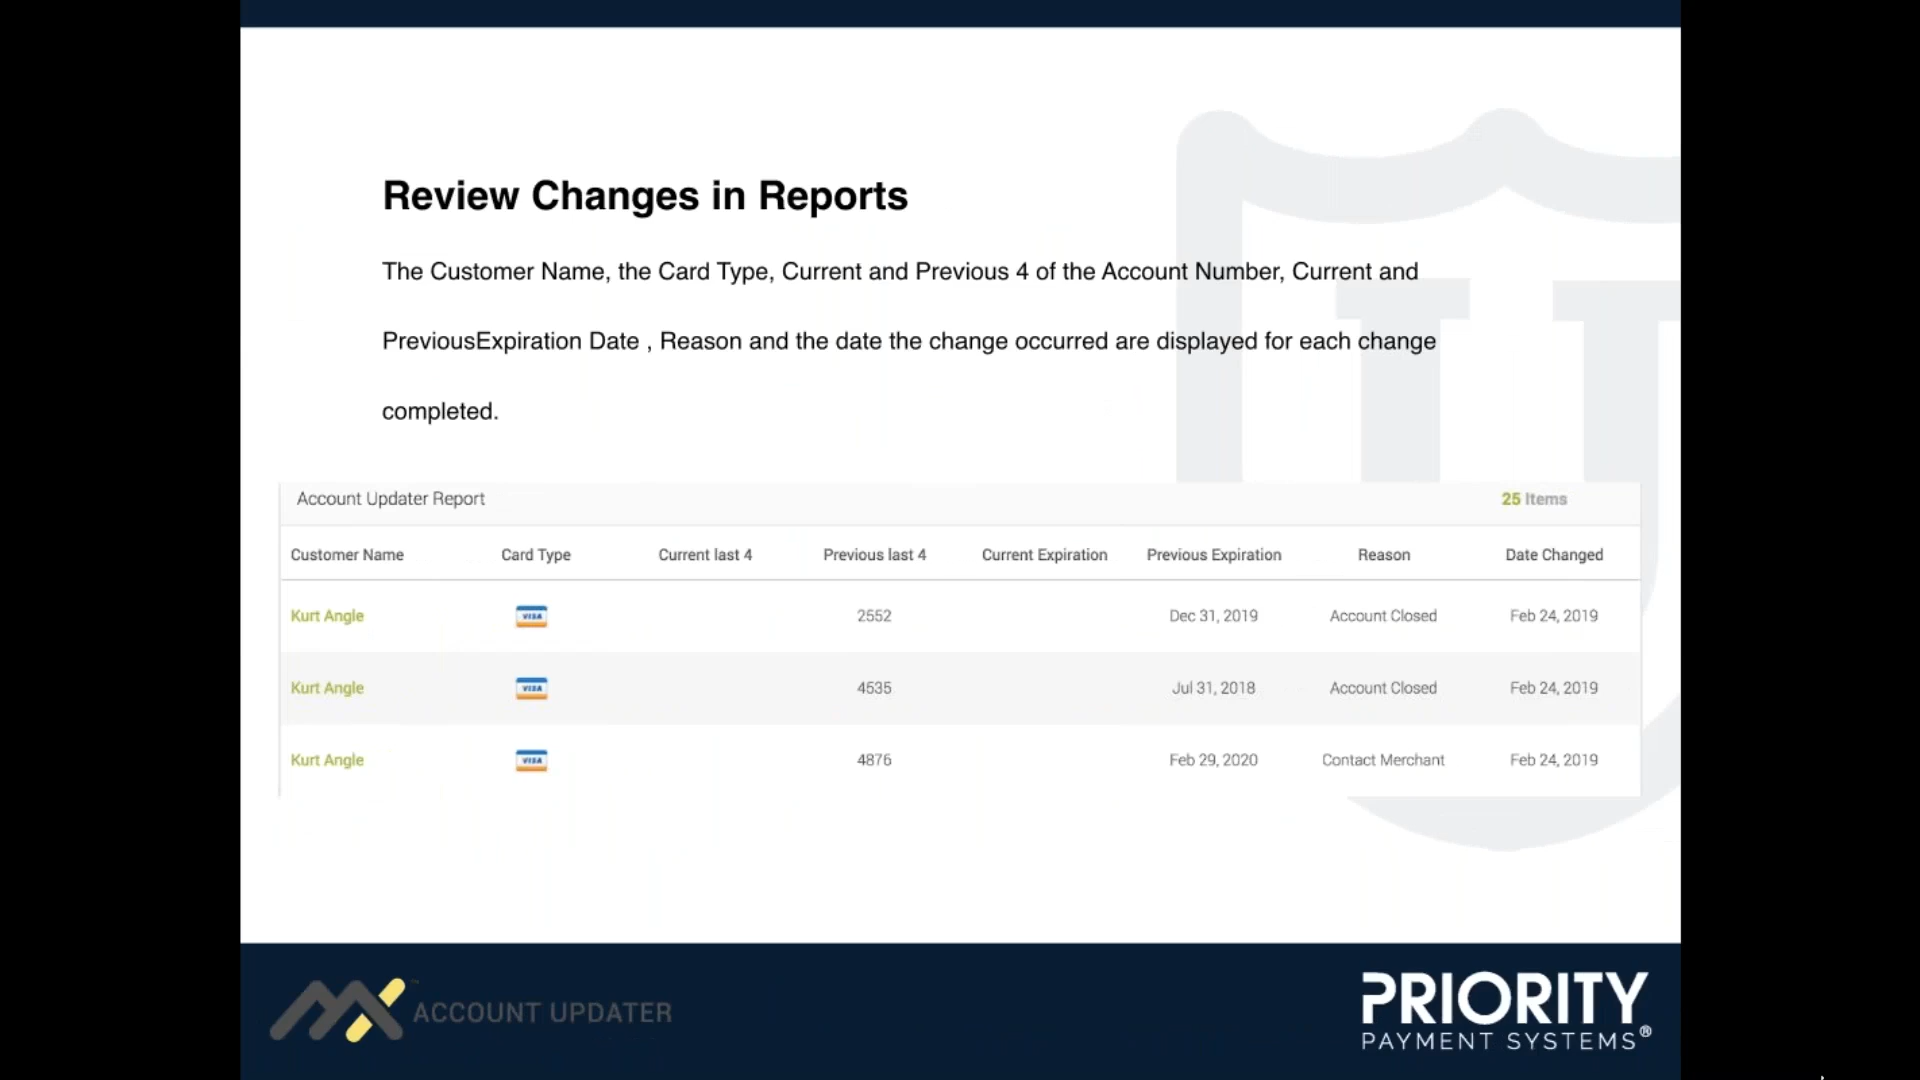 Review Changes in Reports
The Customer Name, the Card Type, Current and Previous 4 of the Account Number, Current and
PreviousExpiration Date , Reason and the date the change occurred are displayed for each change
completed.
Account Updater Report 25 Items
Customer Name Card Type Current last 4 Previous last 4 Current Expiration Previous Expiration Reason Date Changed
Kurt Angle VISA 2552 Dec 31, 2019 Account Closed Feb 24, 2019
Kurt Angle VISA 4535 Jul 31, 2018 Account Closed Feb 24, 2019
Kurt Angle VISA 4876 Feb 29, 2020 Contact Merchant Feb 24, 2019
MX™ ACCOUNT UPDATER
PRIORITY
PAYMENT SYSTEMS®